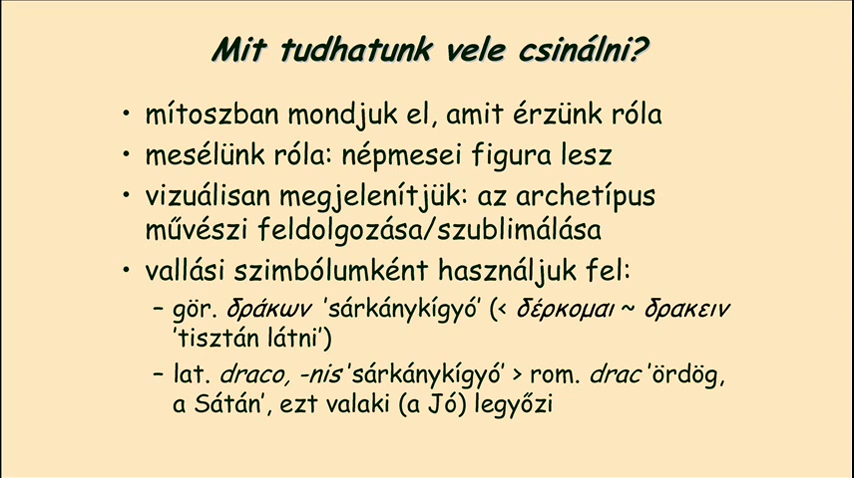 Mit tudhatunk vele csinálni?
• mítoszban mondjuk el, amit érzünk róla
• mesélünk róla: népmesei figura lesz
• vizuálisan megjelenítjük: az archetípus
művészi feldolgozása/szublimálása
• vallási szimbólumként használjuk fel:
– gör. δράκων 'sárkánykígyó' (< δέρκομαι ~ δρακειν
'tisztán látni')
– lat. draco, -nis 'sárkánykígyó' > rom. drac 'ördög,
a Sátán', ezt valaki (a Jó) legyőzi